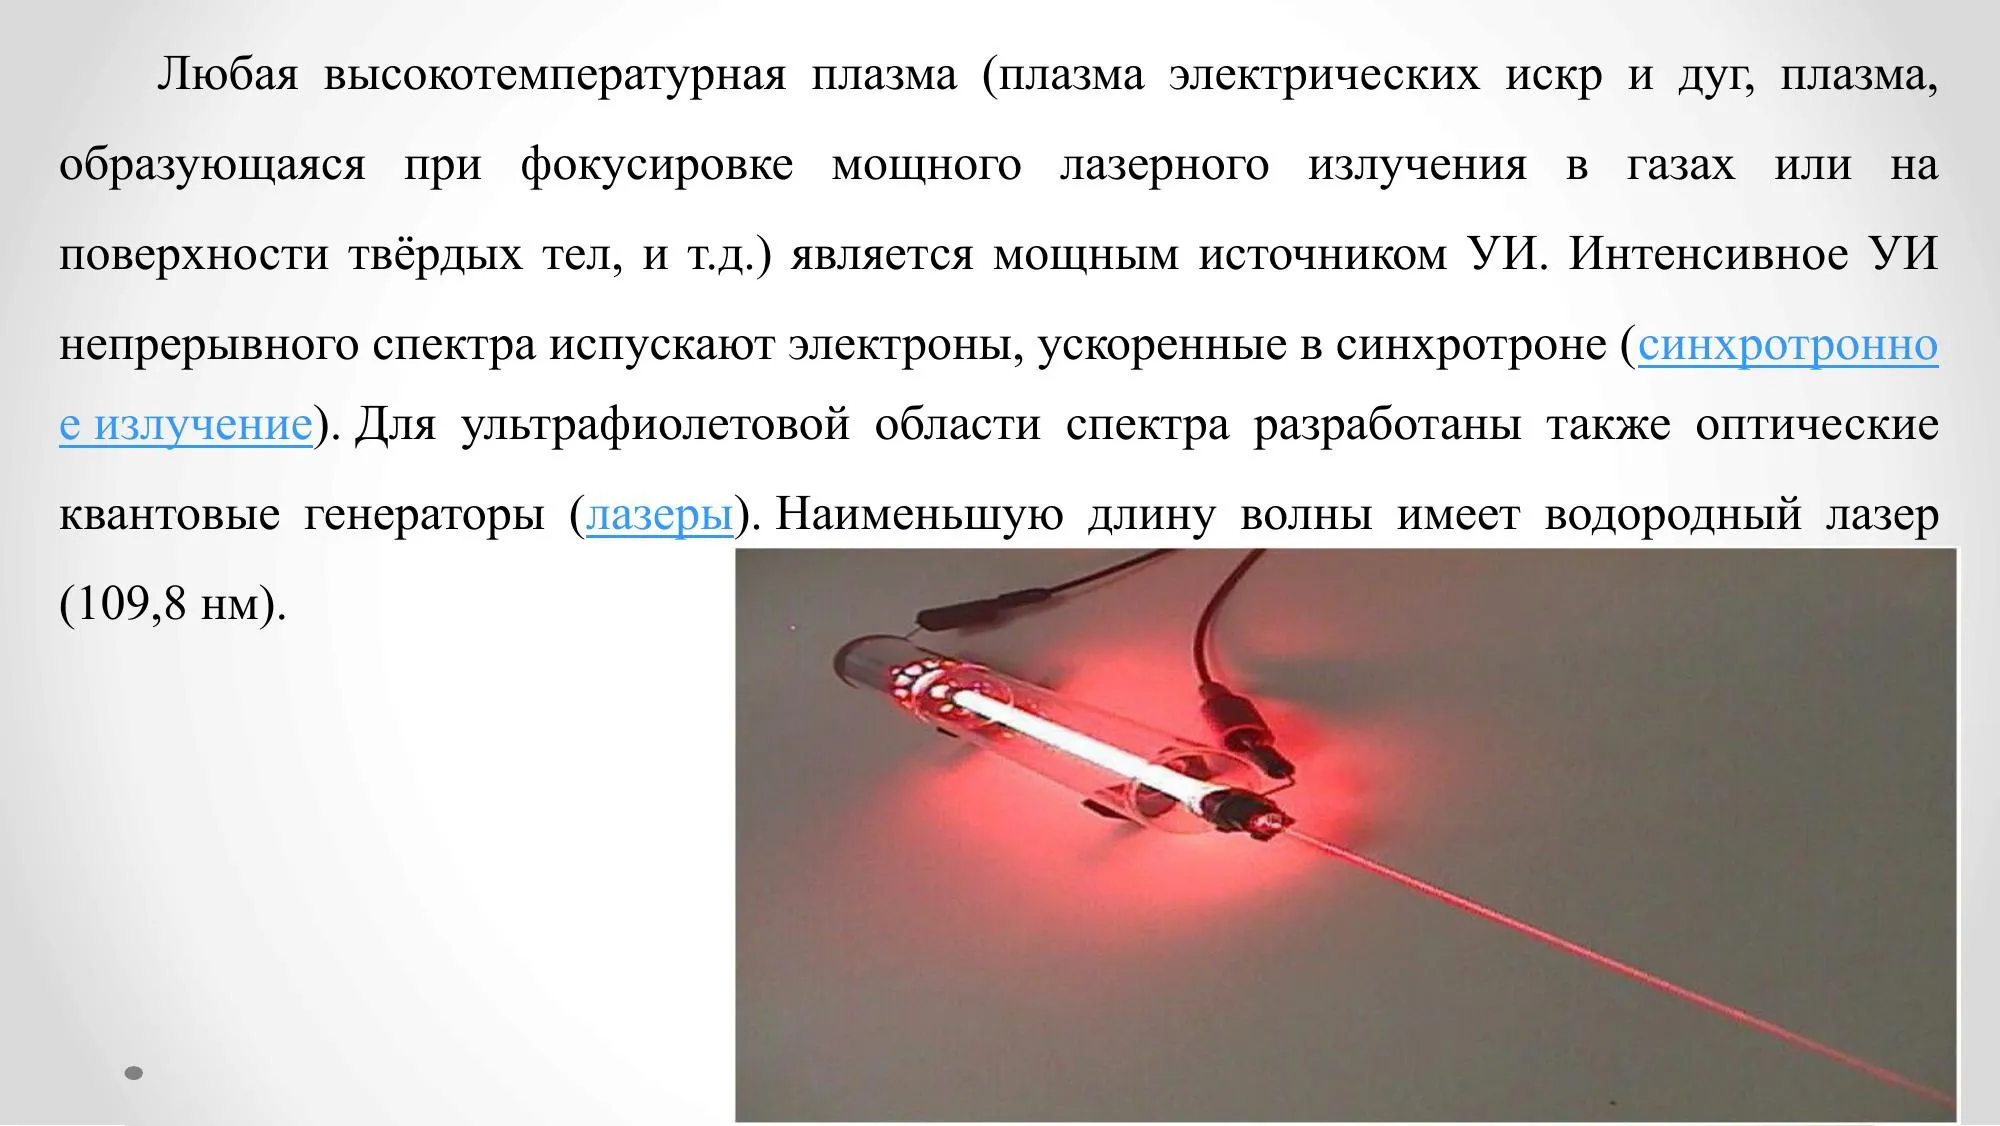 Любая высокотемпературная плазма (плазма электрических искр и дуг, плазма,
образующаяся при фокусировке мощного лазерного излучения в газах или на
поверхности твёрдых тел, и т.д.) является мощным источником УИ. Интенсивное УИ
непрерывного спектра испускают электроны, ускоренные в синхротроне (синхротронно
е излучение). Для ультрафиолетовой области спектра разработаны также оптические
квантовые генераторы (лазеры). Наименьшую длину волны имеет водородный лазер
(109,8 нм).